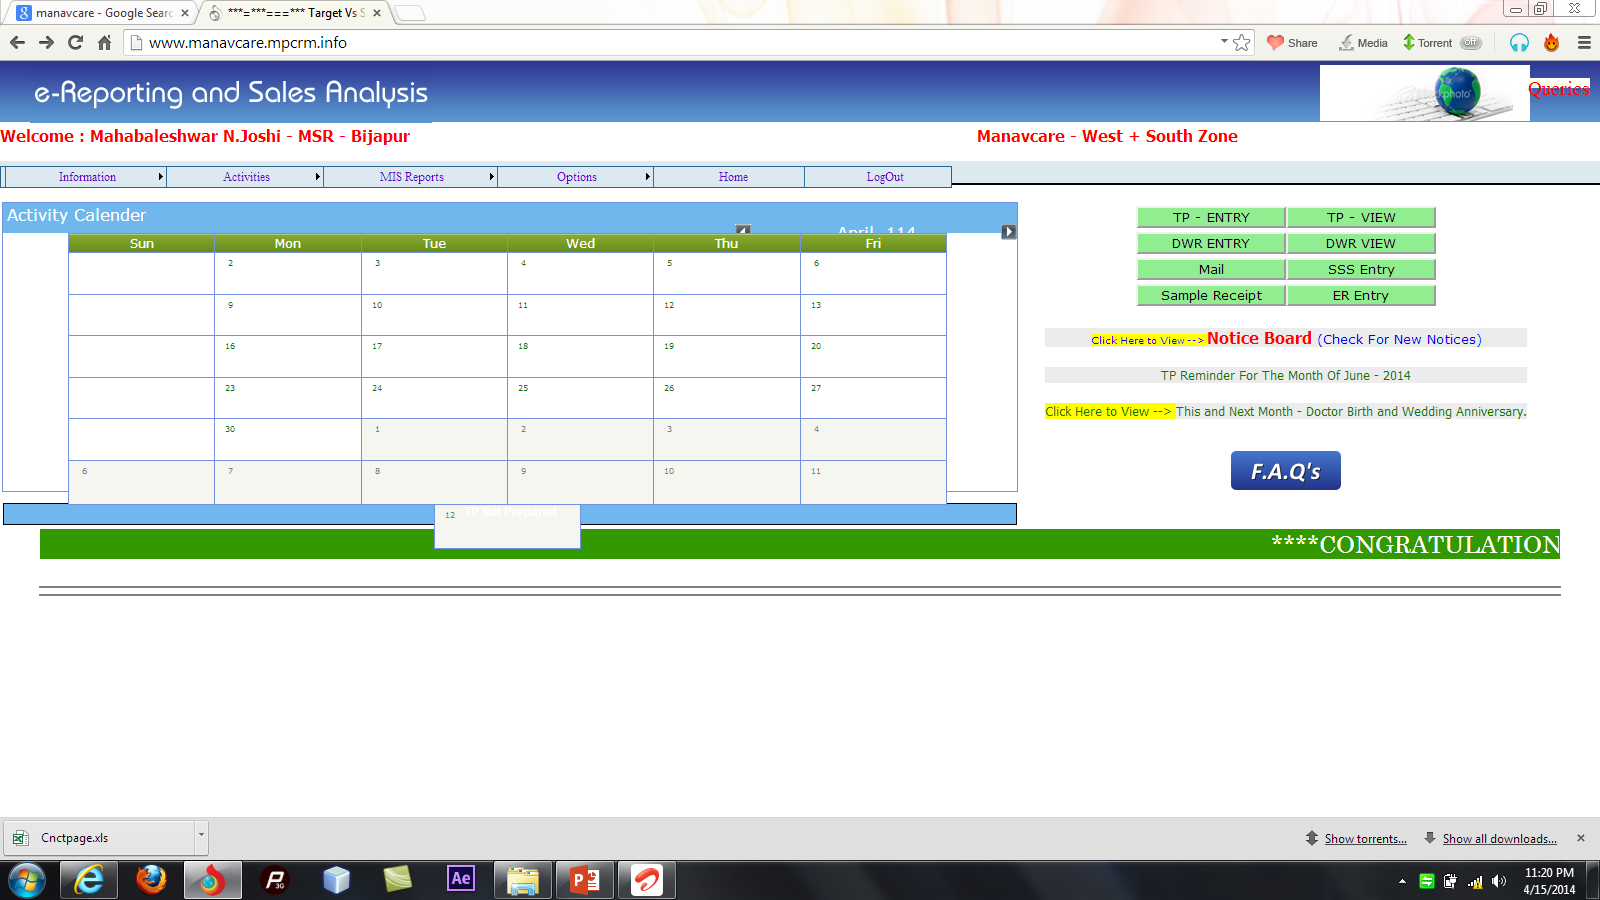 manavcare - Google Searc
***=***===*** Target Vs S
www.manavcare.mpcrm.info
Share
Media
Torrent
off
e-Reporting and Sales Analysis
Queries
Welcome : Mahabaleshwar N.Joshi - MSR - Bijapur
Manavcare - West + South Zone
Information
Activities
MIS Reports
Options
Home
LogOut
Activity Calender
April, 114
Sun Mon Tue Wed Thu Fri
2 3 4 5 6
9 10 11 12 13
16 17 18 19 20
23 24 25 26 27
30 1 2 3 4
6 7 8 9 10 11
12 TP Not Prepared
TP - ENTRY
TP - VIEW
DWR ENTRY
DWR VIEW
Mail
SSS Entry
Sample Receipt
ER Entry
Click Here to View --> Notice Board (Check For New Notices)
TP Reminder For The Month Of June - 2014
Click Here to View --> This and Next Month - Doctor Birth and Wedding Anniversary.
F.A.Q's
****CONGRATULATION
Cnctpage.xls
Show torrents...
Show all downloads...
3G
Ae
11:20 PM
4/15/2014